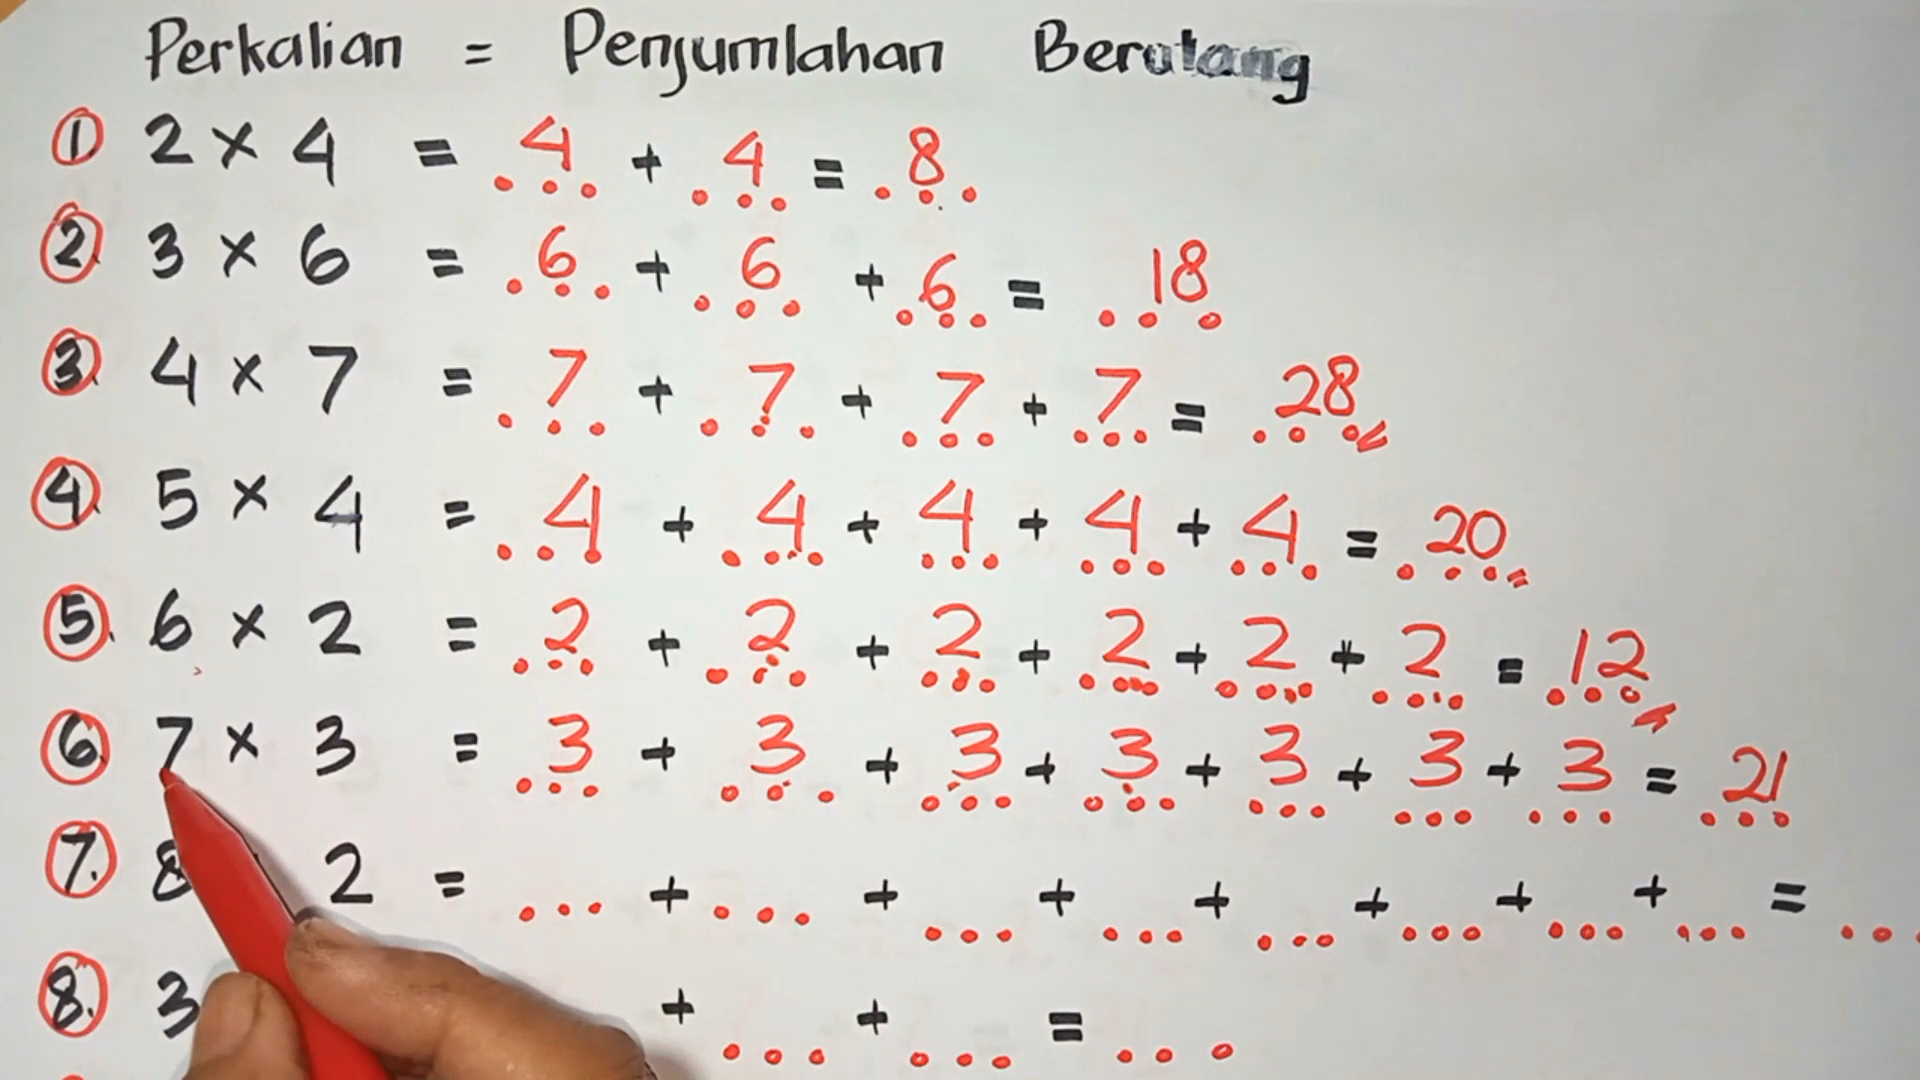 Perkalian = Penjumlahan Berulang
1 2 × 4 = 4 + 4 = 8
2. 3 × 6 = 6 + 6 + 6 = 18
3. 4 × 7 = 7 + 7 + 7 + 7 = 28
4. 5 × 4 = 4 + 4 + 4 + 4 + 4 = 20
5. 6 × 2 = 2 + 2 + 2 + 2 + 2 + 2 = 12
6. 7 × 3 = 3 + 3 + 3 + 3 + 3 + 3 + 3 = 21
7. 8 2 = ... + ... + ... + ... + ... + ... + ... + ... = ...
8. 3 + ... + ... = ...